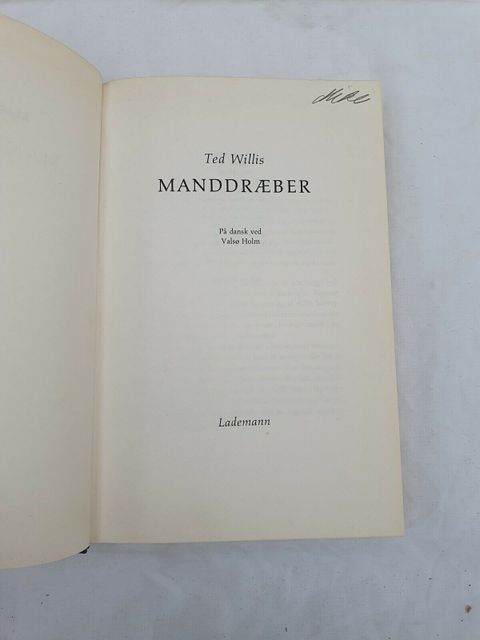 Ted Willis
MANDDRÆBER
På dansk ved
Valsø Holm
Lademann